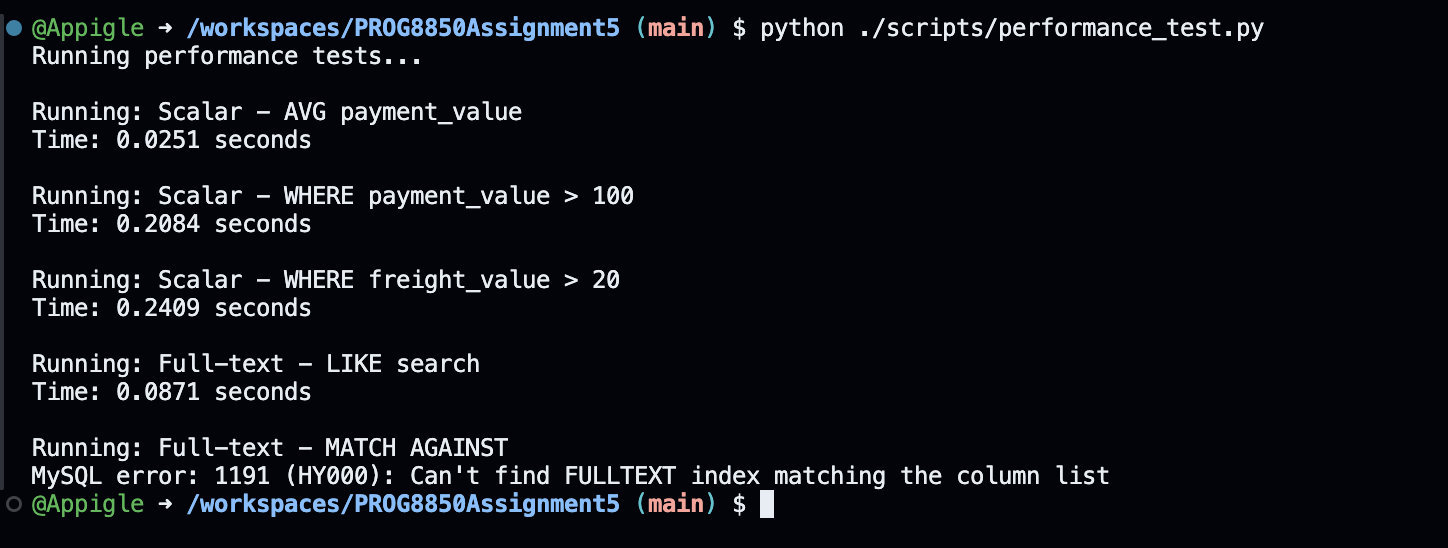 @Appigle → /workspaces/PROG8850Assignment5 (main) $ python ./scripts/performance_test.py
Running performance tests...
Running: Scalar – AVG payment_value
Time: 0.0251 seconds
Running: Scalar – WHERE payment_value > 100
Time: 0.2084 seconds
Running: Scalar – WHERE freight_value > 20
Time: 0.2409 seconds
Running: Full-text – LIKE search
Time: 0.0871 seconds
Running: Full-text – MATCH AGAINST
MySQL error: 1191 (HY000): Can't find FULLTEXT index matching the column list
@Appigle → /workspaces/PROG8850Assignment5 (main) $